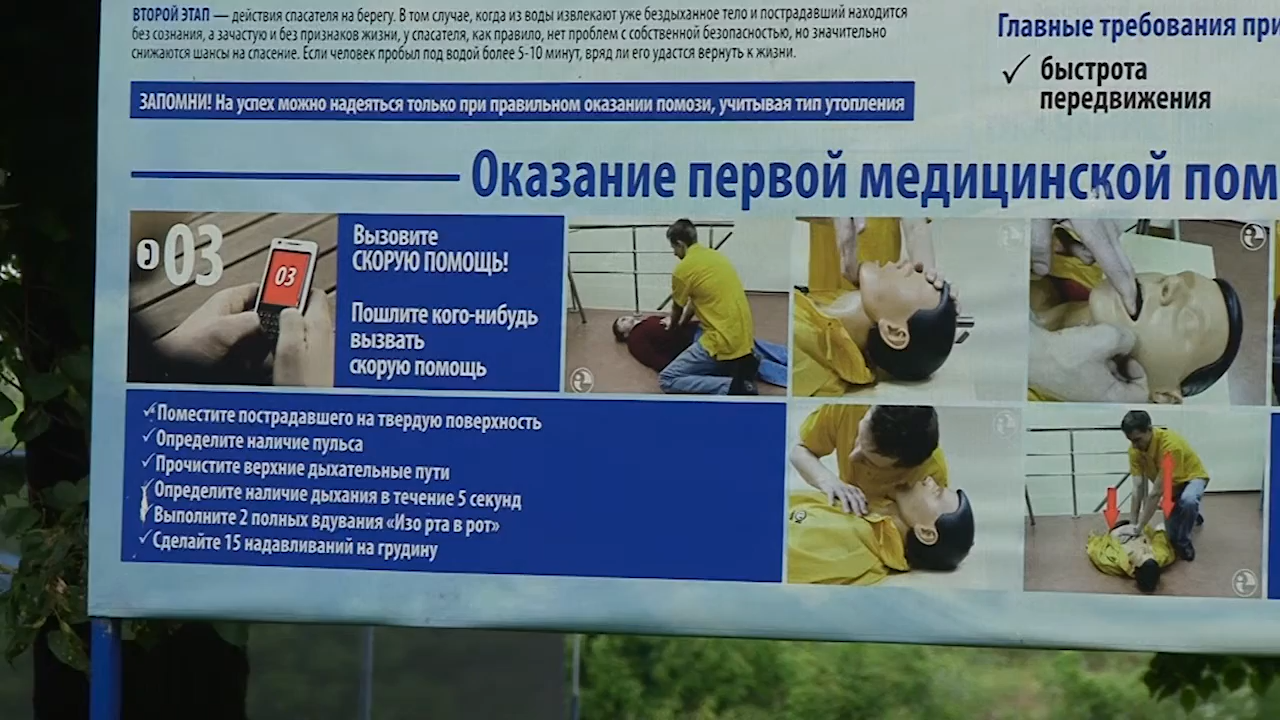 ВТОРОЙ ЭТАП — действия спасателя на берегу. В том случае, когда из воды извлекают уже бездыханное тело и пострадавший находится
без сознания, а зачастую и без признаков жизни, у спасателя, как правило, нет проблем с собственной безопасностью, но значительно
снижаются шансы на спасение. Если человек пробыл под водой более 5-10 минут, вряд ли его удастся вернуть к жизни.
Главные требования при
✓ быстрота
передвижения
ЗАПОМНИ! На успех можно надеяться только при правильном оказании помози, учитывая тип утопления
Оказание первой медицинской пом
03
03
Вызовите
СКОРУЮ ПОМОЩЬ!
Пошлите кого-нибудь
вызвать
скорую помощь
✓Поместите пострадавшего на твердую поверхность
✓Определите наличие пульса
✓Прочистите верхние дыхательные пути
✓Определите наличие дыхания в течение 5 секунд
✓Выполните 2 полных вдувания «Изо рта в рот»
✓Сделайте 15 надавливаний на грудину